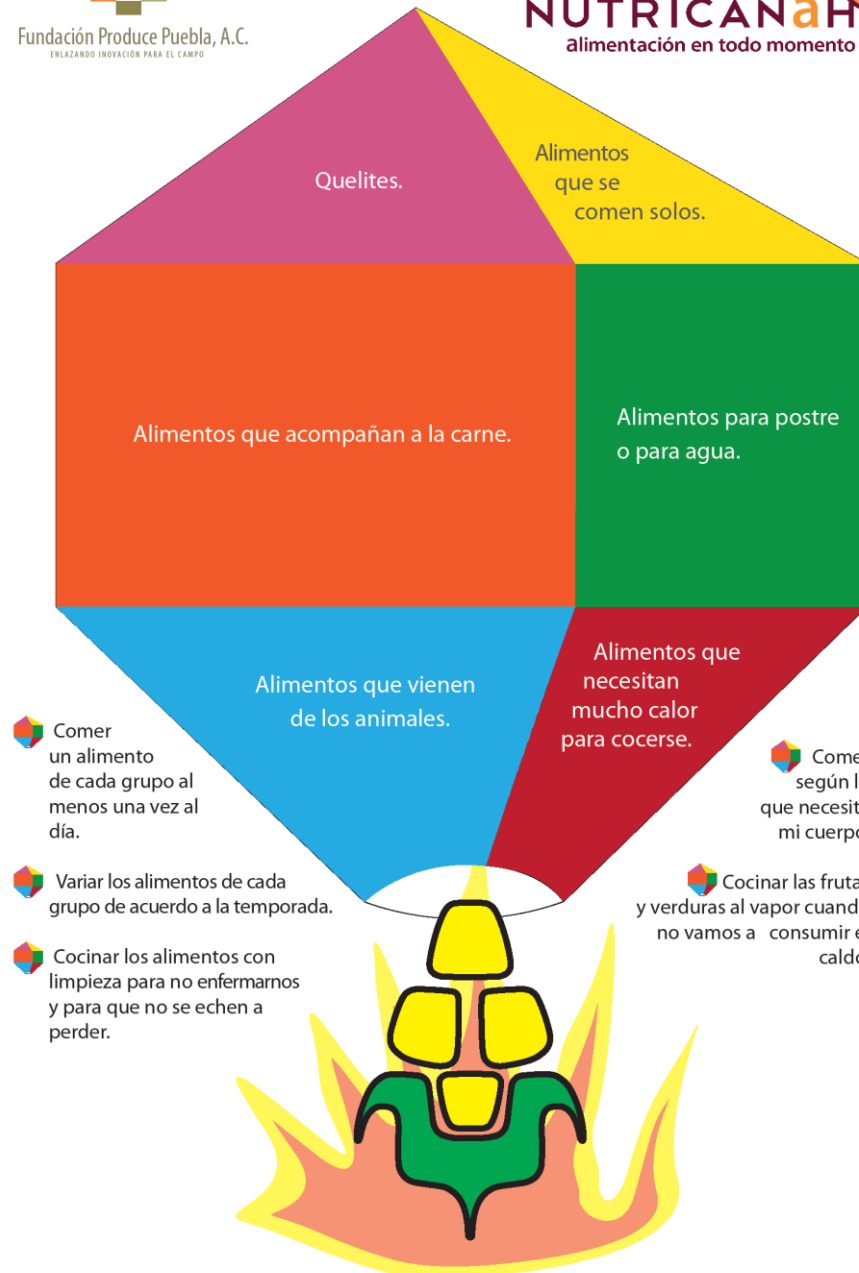 Fundación Produce Puebla, A.C.
ENLAZANDO INOVACIÓN PARA EL CAMPO
NUTRICANaH
alimentación en todo momento
Quelites.
Alimentos
que se
comen solos.
Alimentos que acompañan a la carne.
Alimentos para postre
o para agua.
Alimentos que vienen
de los animales.
Alimentos que
necesitan
mucho calor
para cocerse.
Comer
un alimento
de cada grupo al
menos una vez al
día.
Variar los alimentos de cada
grupo de acuerdo a la temporada.
Cocinar los alimentos con
limpieza para no enfermarnos
y para que no se echen a
perder.
Come
según l
que necesit
mi cuerpo
Cocinar las fruta
y verduras al vapor cuand
no vamos a consumir e
caldo